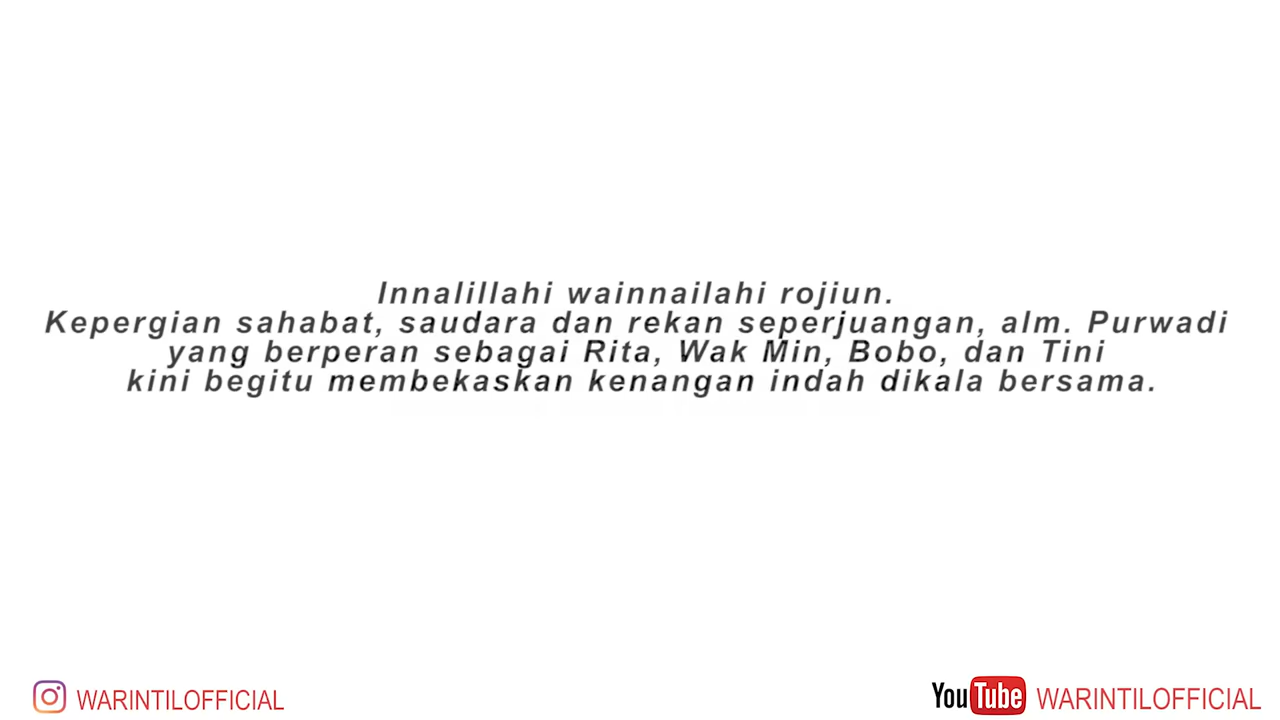 Innalillahi wainnailahi rojiun.
Kepergian sahabat, saudara dan rekan seperjuangan, alm. Purwadi
yang berperan sebagai Rita, Wak Min, Bobo, dan Tini
kini begitu membekaskan kenangan indah dikala bersama.
WARINTILOFFICIAL
YouTube WARINTILOFFICIAL